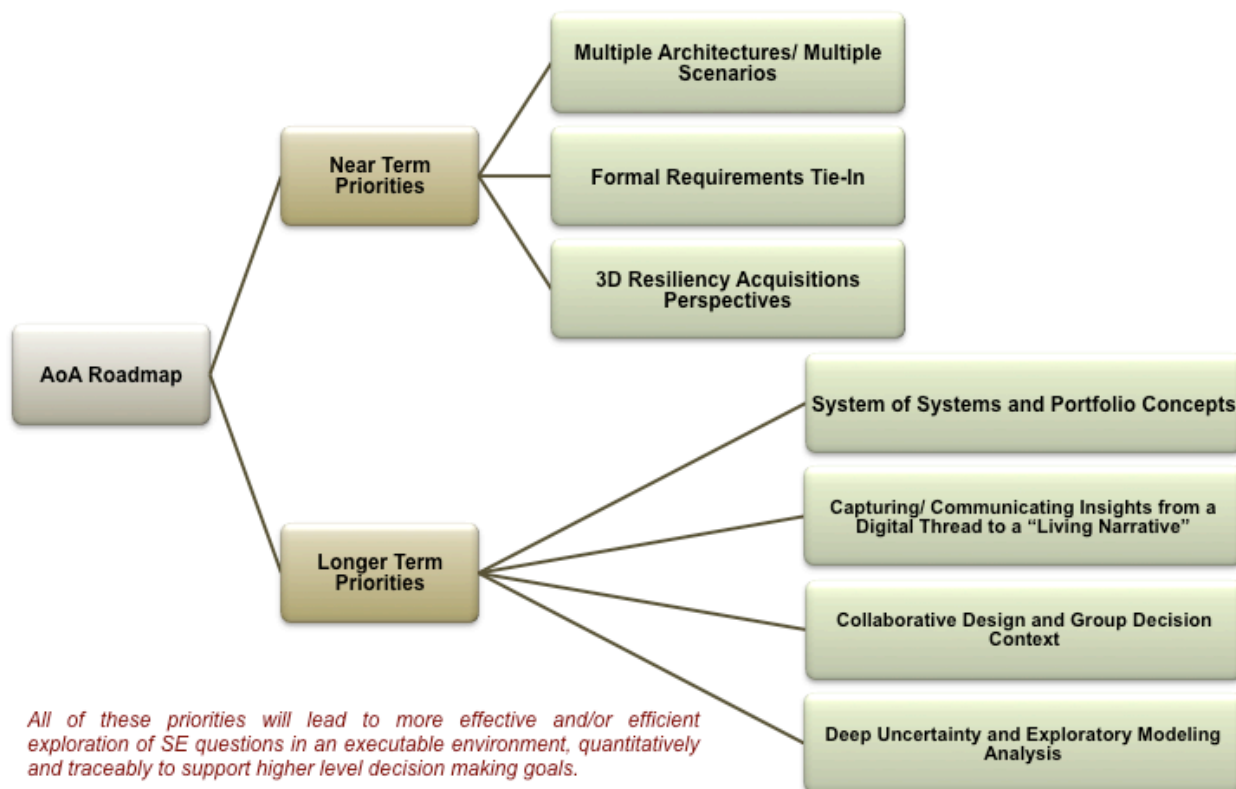 Multiple Architectures/ Multiple
Scenarios
Near Term
Priorities
Formal Requirements Tie-In
3D Resiliency Acquisitions
Perspectives
AoA Roadmap
System of Systems and Portfolio Concepts
Capturing/ Communicating Insights from a
Digital Thread to a “Living Narrative”
Longer Term
Priorities
Collaborative Design and Group Decision
Context
Deep Uncertainty and Exploratory Modeling
Analysis
All of these priorities will lead to more effective and/or efficient
exploration of SE questions in an executable environment, quantitatively
and traceably to support higher level decision making goals.